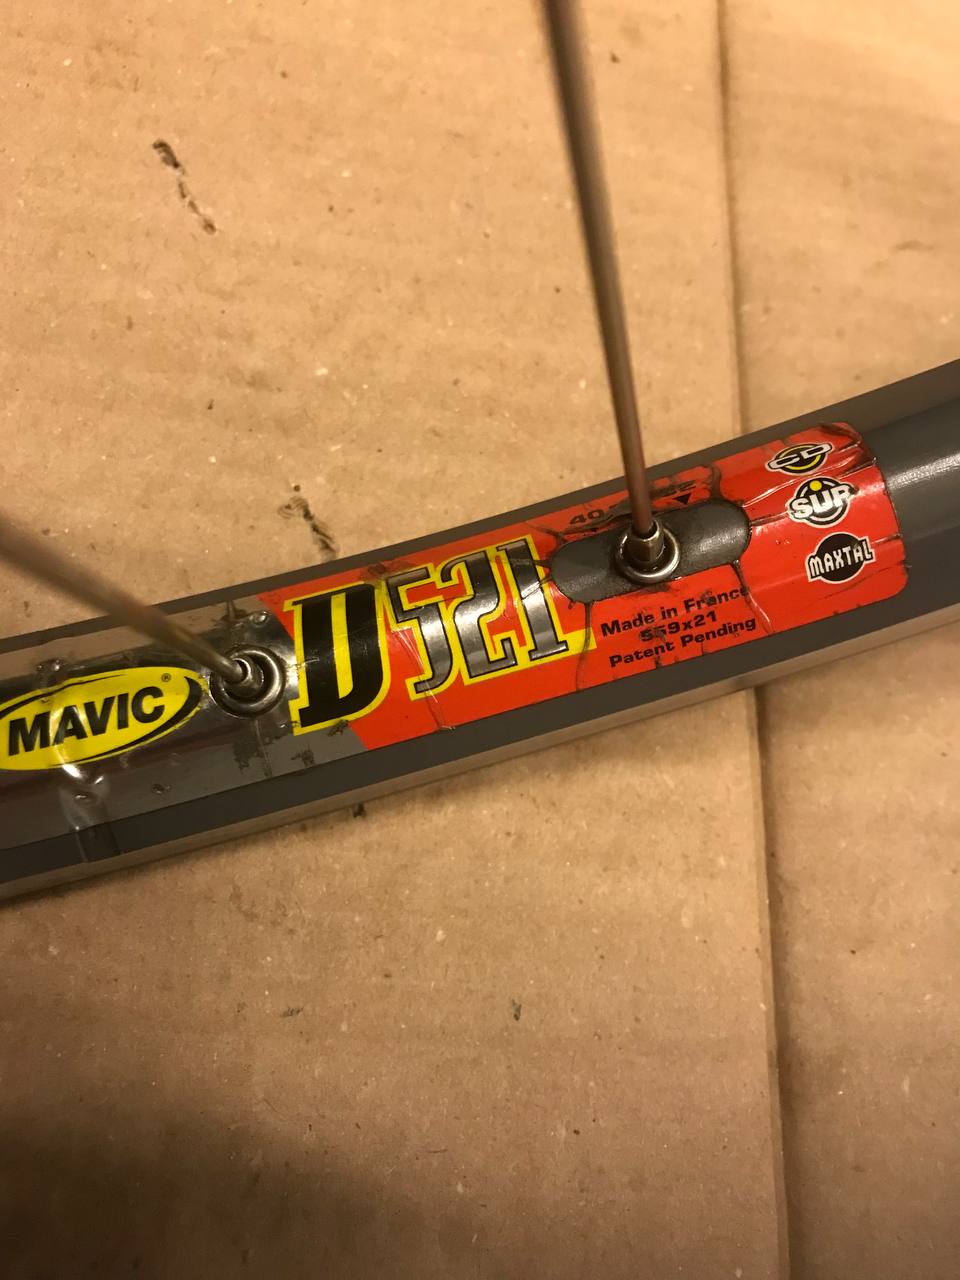 MAVIC®
D521
Made in France
559x21
Patent Pending
SUP
MAXTAL